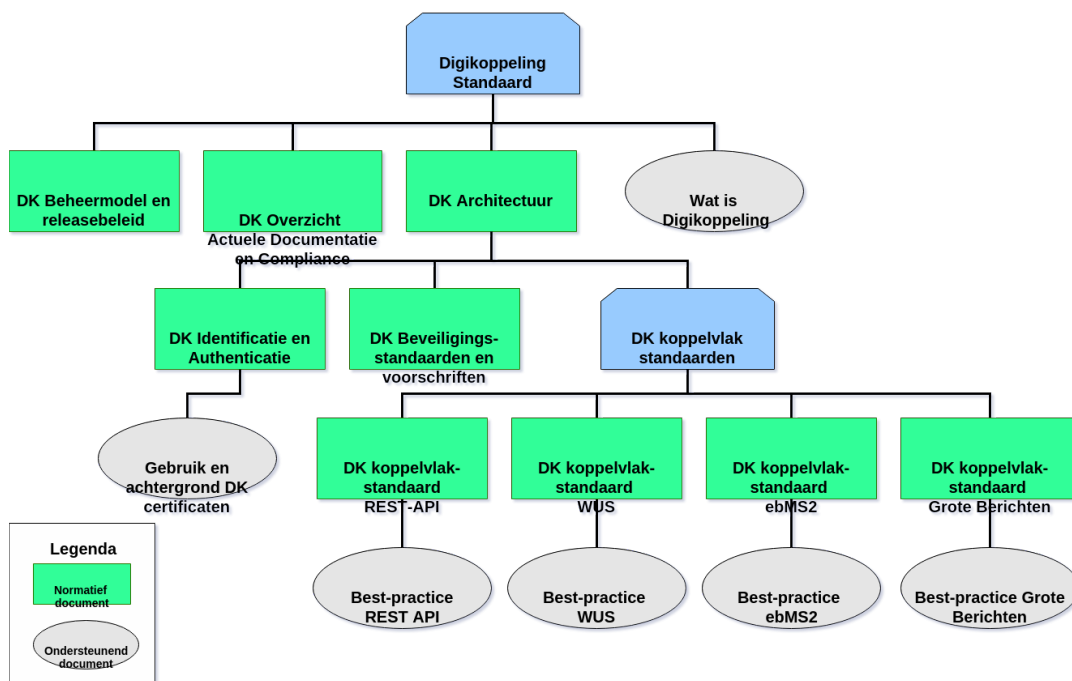 Digikoppeling
Standaard
DK Beheermodel en
releasebeleid
DK Overzicht
Actuele Documentatie
en Compliance
DK Architectuur
Wat is
Digikoppeling
DK Identificatie en
Authenticatie
DK Beveiligings-
standaarden en
voorschriften
DK koppelvlak
standaarden
Gebruik en
achtergrond DK
certificaten
DK koppelvlak-
standaard
REST-API
DK koppelvlak-
standaard
WUS
DK koppelvlak-
standaard
ebMS2
DK koppelvlak-
standaard
Grote Berichten
Best-practice
REST API
Best-practice
WUS
Best-practice
ebMS2
Best-practice Grote
Berichten
Legenda
Normatief
document
Ondersteunend
document